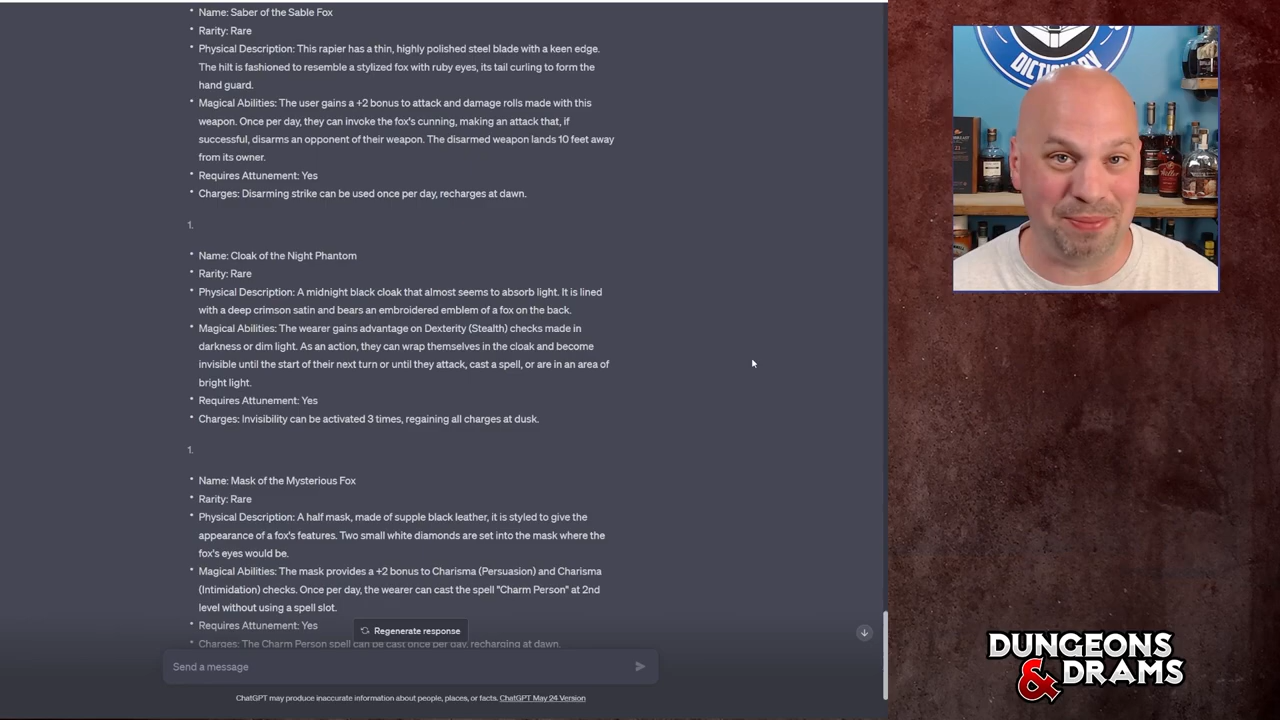 • Name: Saber of the Sable Fox
• Rarity: Rare
• Physical Description: This rapier has a thin, highly polished steel blade with a keen edge.
The hilt is fashioned to resemble a stylized fox with ruby eyes, its tail curling to form the
hand guard.
• Magical Abilities: The user gains a +2 bonus to attack and damage rolls made with this
weapon. Once per day, they can invoke the fox's cunning, making an attack that, if
successful, disarms an opponent of their weapon. The disarmed weapon lands 10 feet away
from its owner.
• Requires Attunement: Yes
• Charges: Disarming strike can be used once per day, recharges at dawn.
1.
• Name: Cloak of the Night Phantom
• Rarity: Rare
• Physical Description: A midnight black cloak that almost seems to absorb light. It is lined
with a deep crimson satin and bears an embroidered emblem of a fox on the back.
• Magical Abilities: The wearer gains advantage on Dexterity (Stealth) checks made in
darkness or dim light. As an action, they can wrap themselves in the cloak and become
invisible until the start of their next turn or until they attack, cast a spell, or are in an area of
bright light.
• Requires Attunement: Yes
• Charges: Invisibility can be activated 3 times, regaining all charges at dusk.
1.
• Name: Mask of the Mysterious Fox
• Rarity: Rare
• Physical Description: A half mask, made of supple black leather, it is styled to give the
appearance of a fox's features. Two small white diamonds are set into the mask where the
fox's eyes would be.
• Magical Abilities: The mask provides a +2 bonus to Charisma (Persuasion) and Charisma
(Intimidation) checks. Once per day, the wearer can cast the spell "Charm Person" at 2nd
level without using a spell slot.
• Requires Attunement: Yes
Regenerate response
• Charges: The Charm Person spell can be cast once per day, recharging at dawn.
Send a message
ChatGPT may produce inaccurate information about people, places, or facts. ChatGPT May 24 Version
DICTIONARY
DUNGEONS
& DRAMS